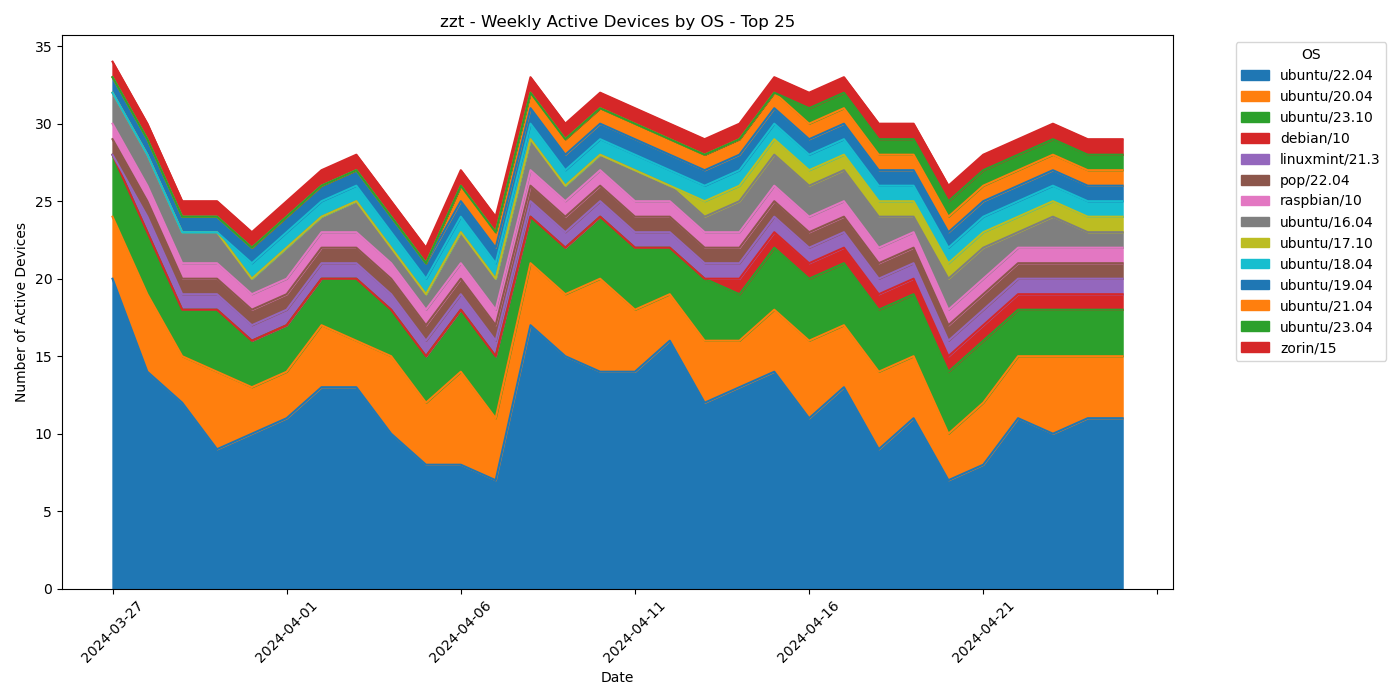 zzt - Weekly Active Devices by OS - Top 25
35
30
25
20
15
10
5
0
Number of Active Devices
2024-03-27
2024-04-01
2024-04-06
2024-04-11
2024-04-16
2024-04-21
Date
OS
ubuntu/22.04
ubuntu/20.04
ubuntu/23.10
debian/10
linuxmint/21.3
pop/22.04
raspbian/10
ubuntu/16.04
ubuntu/17.10
ubuntu/18.04
ubuntu/19.04
ubuntu/21.04
ubuntu/23.04
zorin/15